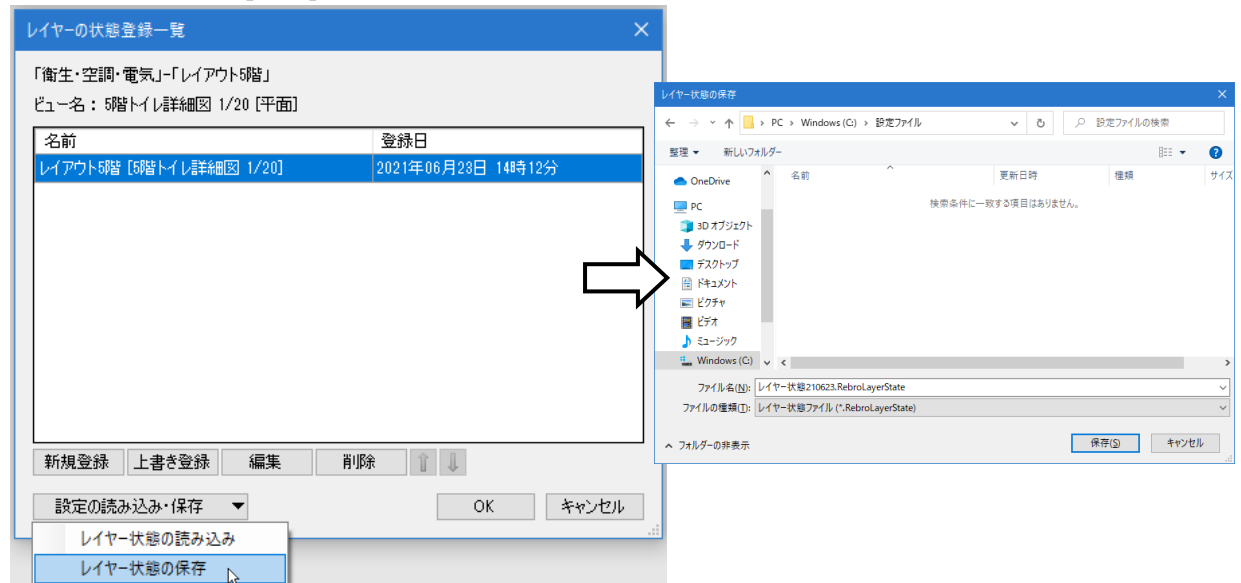 レイヤーの状態登録一覧
「衛生・空調・電気」-「レイアウト5階」
ビュー名： 5階トイレ詳細図 1/20 [平面]
名前 登録日
レイアウト5階 [5階トイレ詳細図 1/20] 2021年06月23日 14時12分
新規登録 上書き登録 編集 削除
設定の読み込み・保存 OK キャンセル
レイヤー状態の読み込み
レイヤー状態の保存
レイヤー状態の保存
PC › Windows (C:) › 設定ファイル 設定ファイルの検索
整理 新しいフォルダー
名前 更新日時 種類 サイズ
検索条件に一致する項目はありません。
OneDrive
PC
3D オブジェクト
ダウンロード
デスクトップ
ドキュメント
ピクチャ
ビデオ
ミュージック
Windows (C:)
ファイル名(N): レイヤー状態210623.RebroLayerState
ファイルの種類(T): レイヤー状態ファイル (*.RebroLayerState)
フォルダーの非表示 保存(S) キャンセル